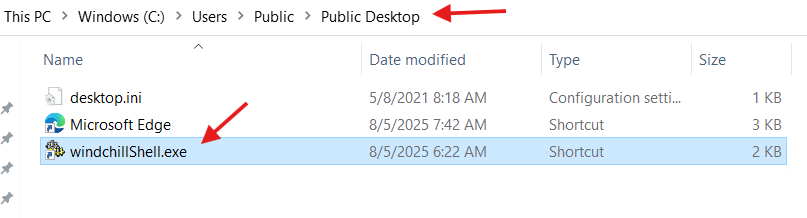 This PC > Windows (C:) > Users > Public > Public Desktop
Name Date modified Type Size
desktop.ini 5/8/2021 8:18 AM Configuration setti... 1 KB
Microsoft Edge 8/5/2025 7:42 AM Shortcut 3 KB
windchillShell.exe 8/5/2025 6:22 AM Shortcut 2 KB